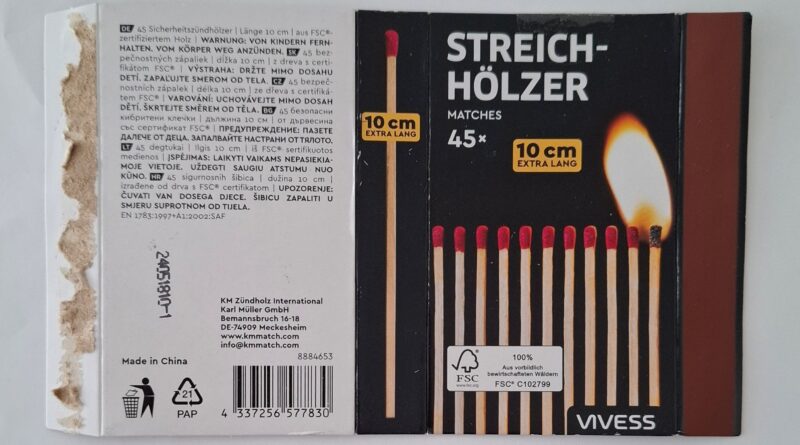 DE 45 Sicherheitszündhölzer | Länge 10 cm | aus FSC®-
zertifiziertem Holz | WARNUNG: VON KINDERN FERN-
HALTEN. VOM KÖRPER WEG ANZÜNDEN. SK 45 bez-
pečnostných zápaliek | dĺžka 10 cm | z dreva s certi-
fikátom FSC® | VÝSTRAHA: DRŽTE MIMO DOSAHU
DETÍ. ZAPAĽUJTE SMEROM OD TELA. CZ 45 bezpeč-
nostních zápalek | délka 10 cm | ze dřeva s certifiká-
tem FSC® | VAROVÁNÍ: UCHOVÁVEJTE MIMO DOSAH
DĚTÍ. ŠKRTEJTE SMĚREM OD TĚLA. BG 45 безопасни
кибритени клечки | дължина 10 cm | от дървесина
със сертификат FSC® | ПРЕДУПРЕЖДЕНИЕ: ПАЗЕТЕ
ДАЛЕЧЕ ОТ ДЕЦА. ЗАПАЛВАЙТЕ НАСТРАНИ ОТ ТЯЛОТО.
LT 45 degtukai | Ilgis 10 cm | iš FSC®-sertifikuotos
medienos | ĮSPĖJIMAS: LAIKYTI VAIKAMS NEPASIEKIA-
MOJE VIETOJE. UŽDEGTI SAUGIU ATSTUMU NUO
KŪNO. HR 45 sigurnosnih šibica | dužina 10 cm |
izrađene od drva s FSC® certifikatom | UPOZORENJE:
ČUVATI VAN DOSEGA DJECE. ŠIBICU ZAPALITI U
SMJERU SUPROTNOM OD TIJELA.
EN 1783:1997+A1:2002:SAF
24051810-1
KM Zündholz International
Karl Müller GmbH
Bemannsbruch 16-18
DE-74909 Meckesheim
www.kmmatch.com
info@kmmatch.com
8884653
Made in China
21
PAP
4 337256 577830
10 cm
EXTRA LANG
STREICH-
HÖLZER
MATCHES
45×
10 cm
EXTRA LANG
FSC
www.fsc.org
100%
Aus vorbildlich
bewirtschafteten Wäldern
FSC® C102799
VIVESS